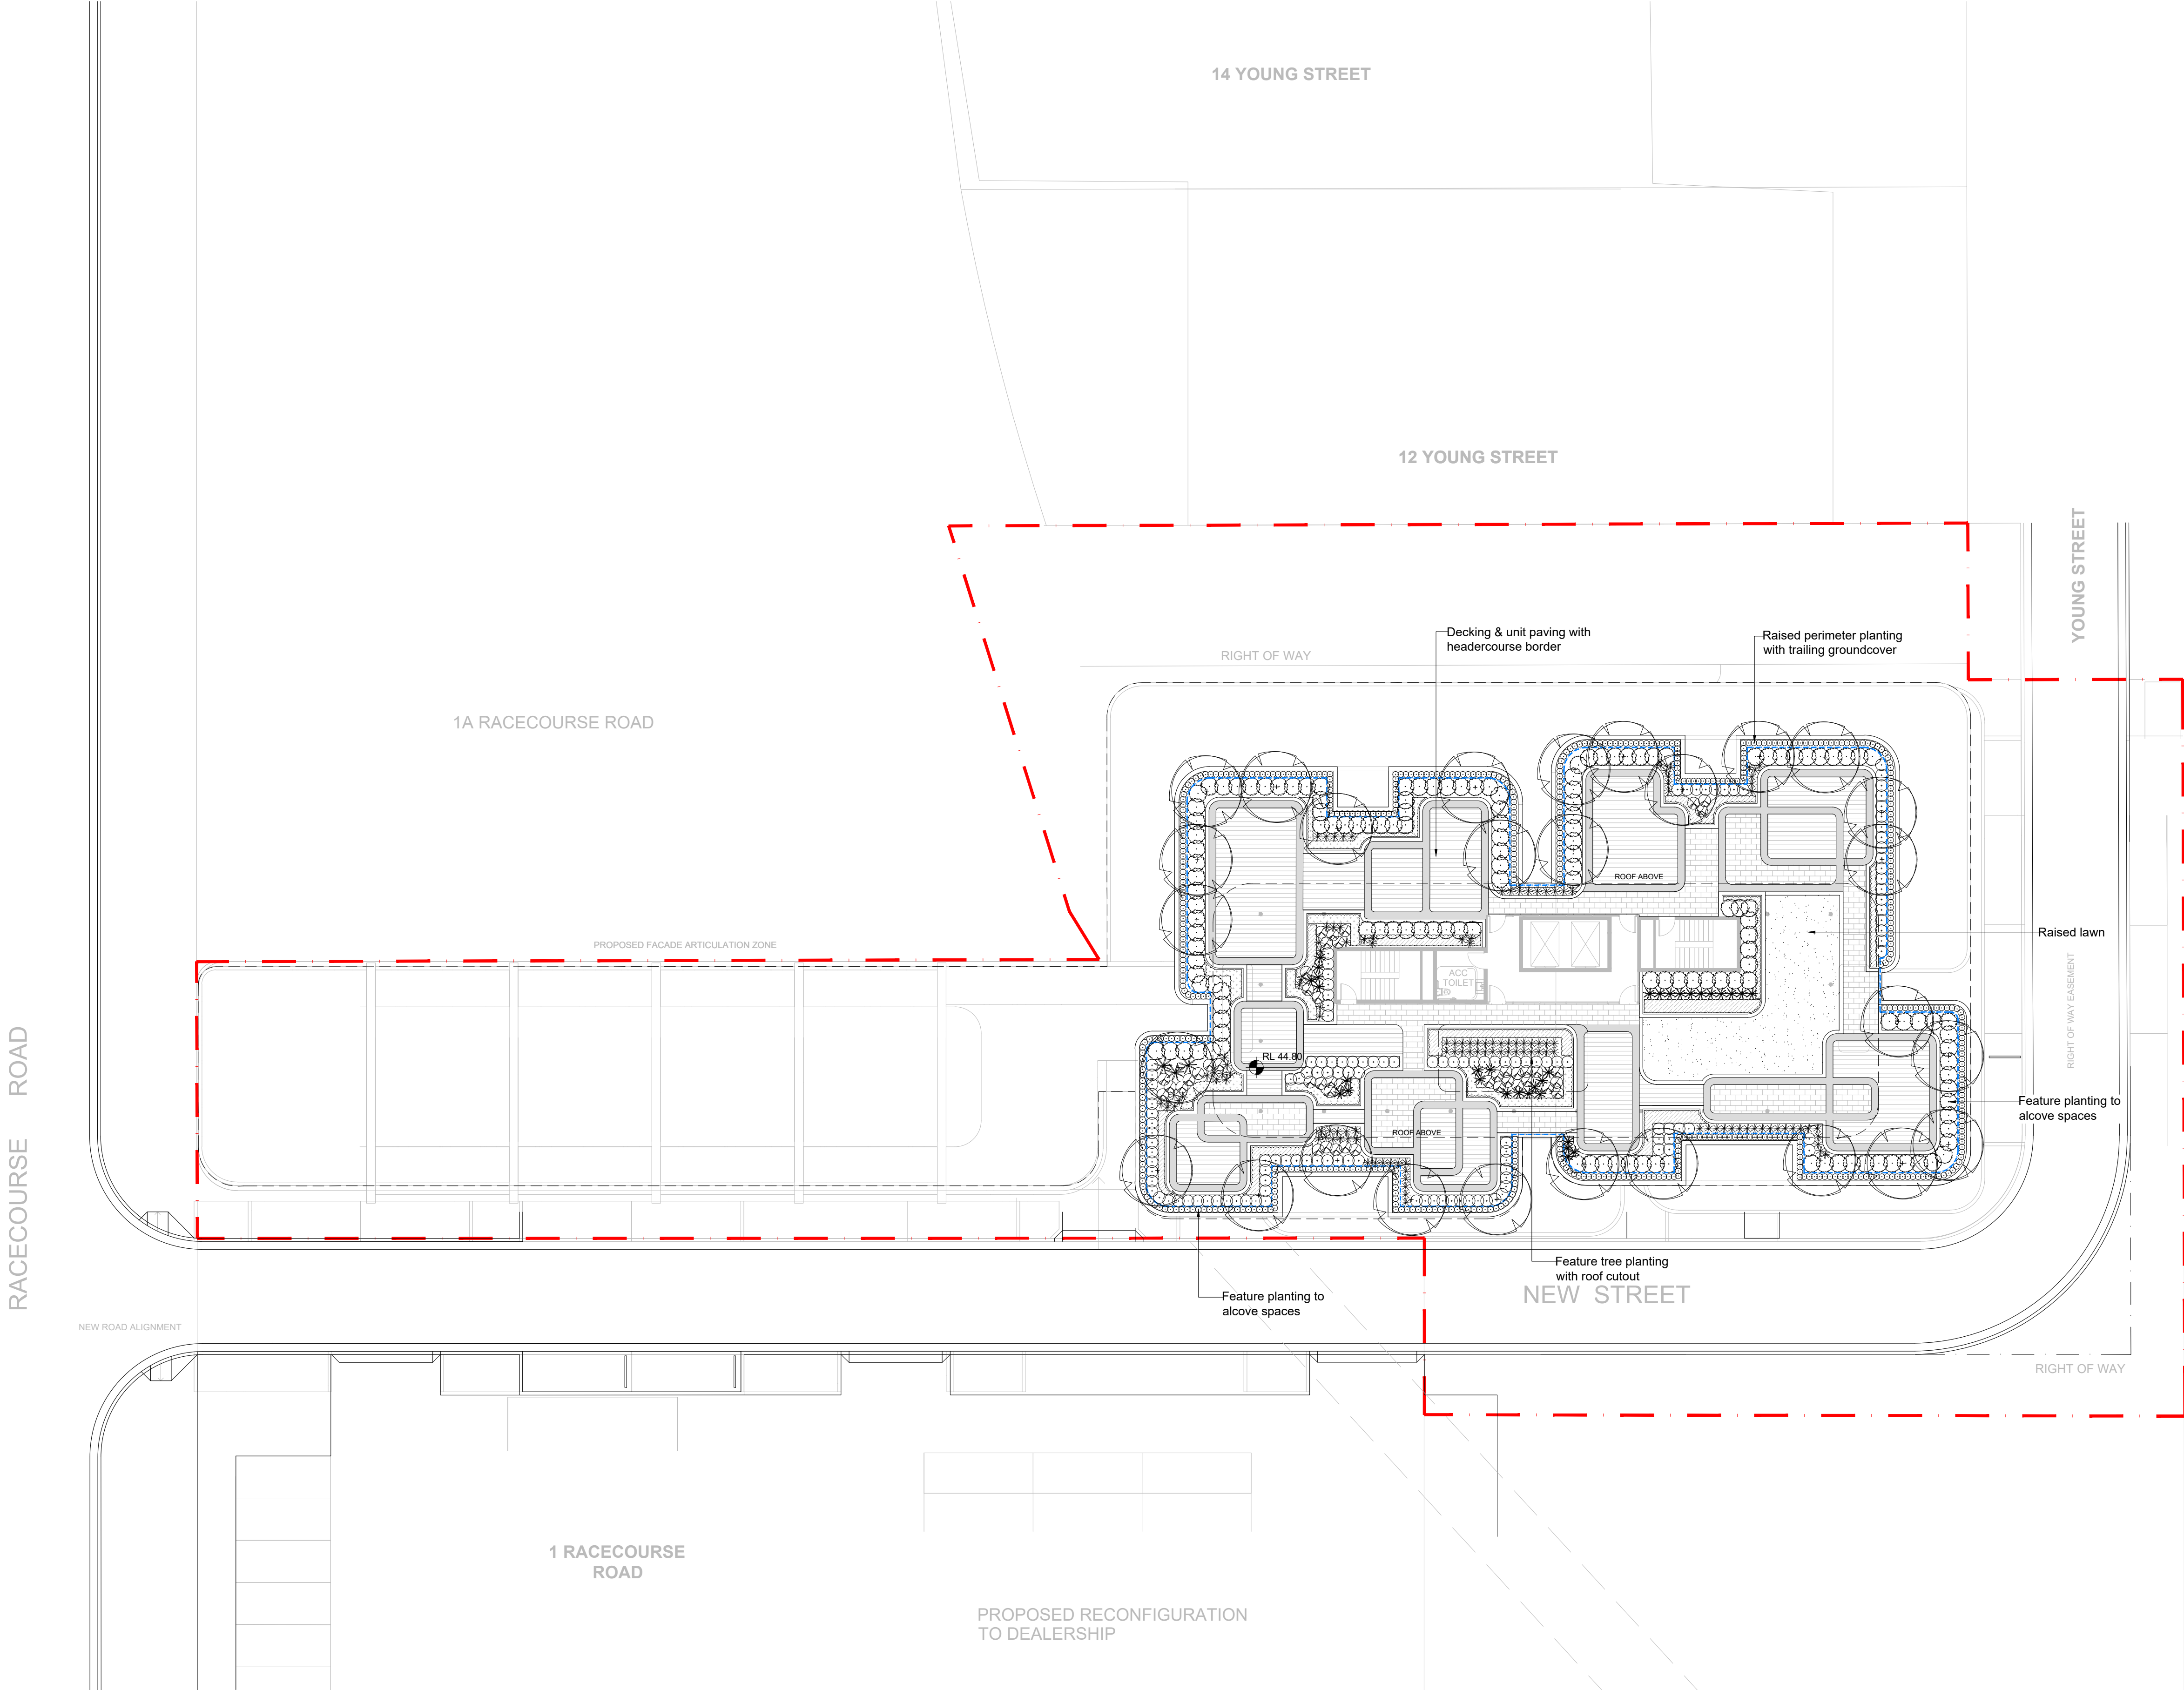 14 YOUNG STREET
12 YOUNG STREET
YOUNG STREET
Decking & unit paving with
headercourse border
Raised perimeter planting
with trailing groundcover
RIGHT OF WAY
1A RACECOURSE ROAD
ROOF ABOVE
PROPOSED FACADE ARTICULATION ZONE
Raised lawn
ACC
TOILET
RIGHT OF WAY EASEMENT
RL 44.80
RACECOURSE ROAD
Feature planting to
alcove spaces
ROOF ABOVE
Feature tree planting
with roof cutout
NEW STREET
Feature planting to
alcove spaces
NEW ROAD ALIGNMENT
RIGHT OF WAY
1 RACECOURSE
ROAD
PROPOSED RECONFIGURATION
TO DEALERSHIP